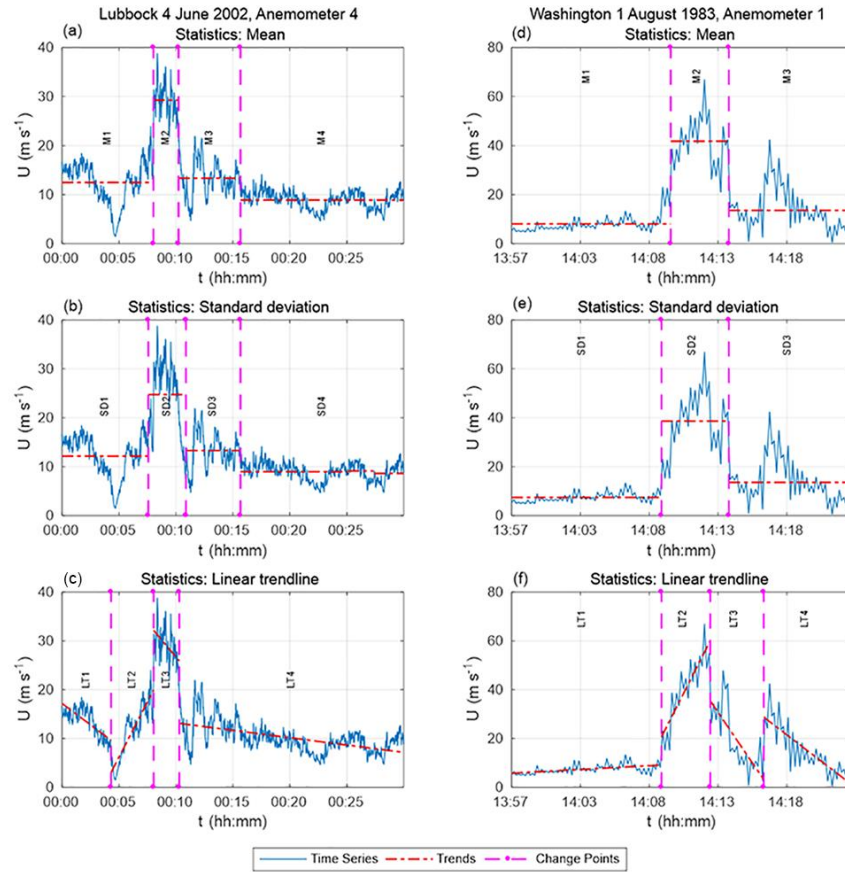 Lubbock 4 June 2002, Anemometer 4
(a)
Statistics: Mean
U (m s⁻¹)
40
30
20
10
0
M1
M2
M3
M4
00:00 00:05 00:10 00:15 00:20 00:25
t (hh:mm)
(b)
Statistics: Standard deviation
U (m s⁻¹)
40
30
20
10
0
SD1
SD2
SD3
SD4
00:00 00:05 00:10 00:15 00:20 00:25
t (hh:mm)
(c)
Statistics: Linear trendline
U (m s⁻¹)
40
30
20
10
0
LT1
LT2
LT3
LT4
00:00 00:05 00:10 00:15 00:20 00:25
t (hh:mm)
Washington 1 August 1983, Anemometer 1
(d)
Statistics: Mean
U (m s⁻¹)
80
60
40
20
0
M1
M2
M3
13:57 14:03 14:08 14:13 14:18
t (hh:mm)
(e)
Statistics: Standard deviation
U (m s⁻¹)
80
60
40
20
0
SD1
SD2
SD3
13:57 14:03 14:08 14:13 14:18
t (hh:mm)
(f)
Statistics: Linear trendline
U (m s⁻¹)
80
60
40
20
0
LT1
LT2
LT3
LT4
13:57 14:03 14:08 14:13 14:18
t (hh:mm)
Time Series Trends Change Points